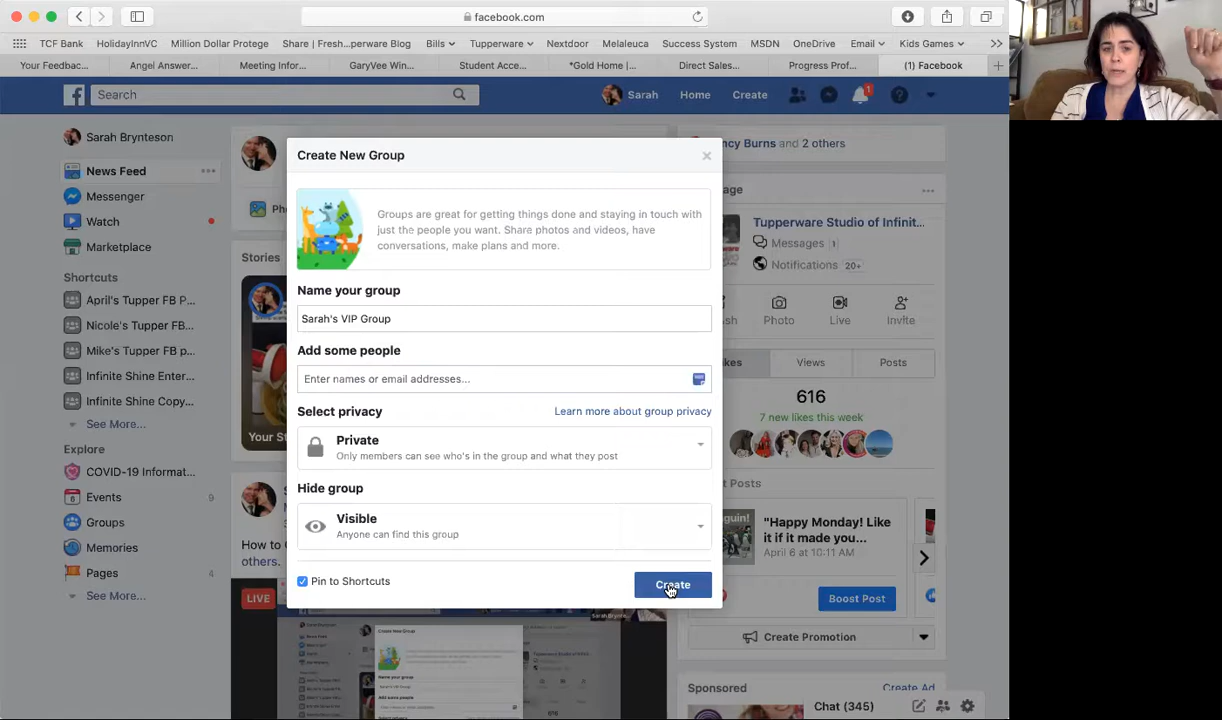 facebook.com
TCF Bank HolidayInnVC Million Dollar Protege Share | Fresh...perware Blog Bills Tupperware Nextdoor Melaleuca Success System MSDN OneDrive Email Kids Games
Your Feedbac... Angel Answer... Meeting Infor... GaryVee Win... Student Acce... *Gold Home |... Direct Sales... Progress Prof... (1) Facebook
Search
Sarah Home Create 1
Sarah Brynteson
News Feed
Messenger
Watch
Marketplace
Shortcuts
April's Tupper FB P...
Nicole's Tupper FB...
Mike's Tupper FB p...
Infinite Shine Enter...
Infinite Shine Copy...
See More...
Explore
COVID-19 Informat...
Events 9
Groups
Memories
Pages 4
See More...
Stories
Your St
How to C
others.
LIVE
Create New Group
Groups are great for getting things done and staying in touch with
just the people you want. Share photos and videos, have
conversations, make plans and more.
Name your group
Sarah's VIP Group
Add some people
Enter names or email addresses...
Select privacy Learn more about group privacy
Private
Only members can see who's in the group and what they post
Hide group
Visible
Anyone can find this group
Pin to Shortcuts
Create
ncy Burns and 2 others
Tupperware Studio of Infinit...
Messages 1
Notifications 20+
Photo Live Invite
Views Posts
616
7 new likes this week
"Happy Monday! Like
it if it made you...
April 6 at 10:11 AM
Boost Post
Create Promotion
Sponsored Create Ad
Chat (345)